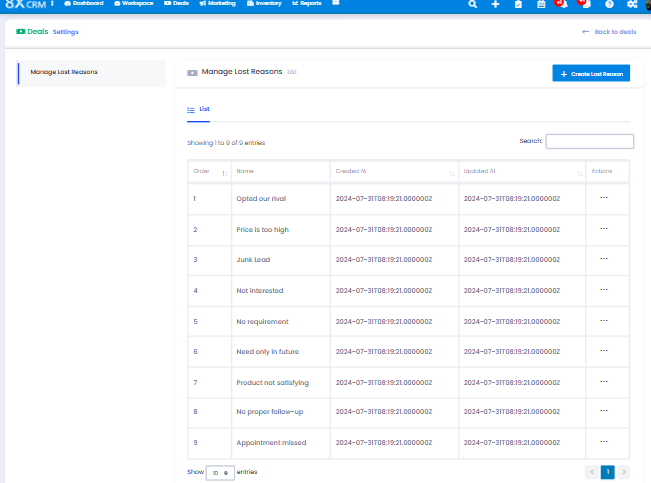 8X CRM Dashboard Workspace Deals Marketing Inventory Reports
Deals Settings
Back to deals
Manage Lost Reasons
Manage Lost Reasons List
+ Create Lost Reason
List
Showing 1 to 9 of 9 entries
Search:
Order Name Created At Updated At Actions
1 Opted our rival 2024-07-31T08:19:21.000000Z 2024-07-31T08:19:21.000000Z ...
2 Price is too high 2024-07-31T08:19:21.000000Z 2024-07-31T08:19:21.000000Z ...
3 Junk Lead 2024-07-31T08:19:21.000000Z 2024-07-31T08:19:21.000000Z ...
4 Not interested 2024-07-31T08:19:21.000000Z 2024-07-31T08:19:21.000000Z ...
5 No requirement 2024-07-31T08:19:21.000000Z 2024-07-31T08:19:21.000000Z ...
6 Need only in future 2024-07-31T08:19:21.000000Z 2024-07-31T08:19:21.000000Z ...
7 Product not satisfying 2024-07-31T08:19:21.000000Z 2024-07-31T08:19:21.000000Z ...
8 No proper follow-up 2024-07-31T08:19:21.000000Z 2024-07-31T08:19:21.000000Z ...
9 Appointment missed 2024-07-31T08:19:21.000000Z 2024-07-31T08:19:21.000000Z ...
Show 10 entries
< 1 >